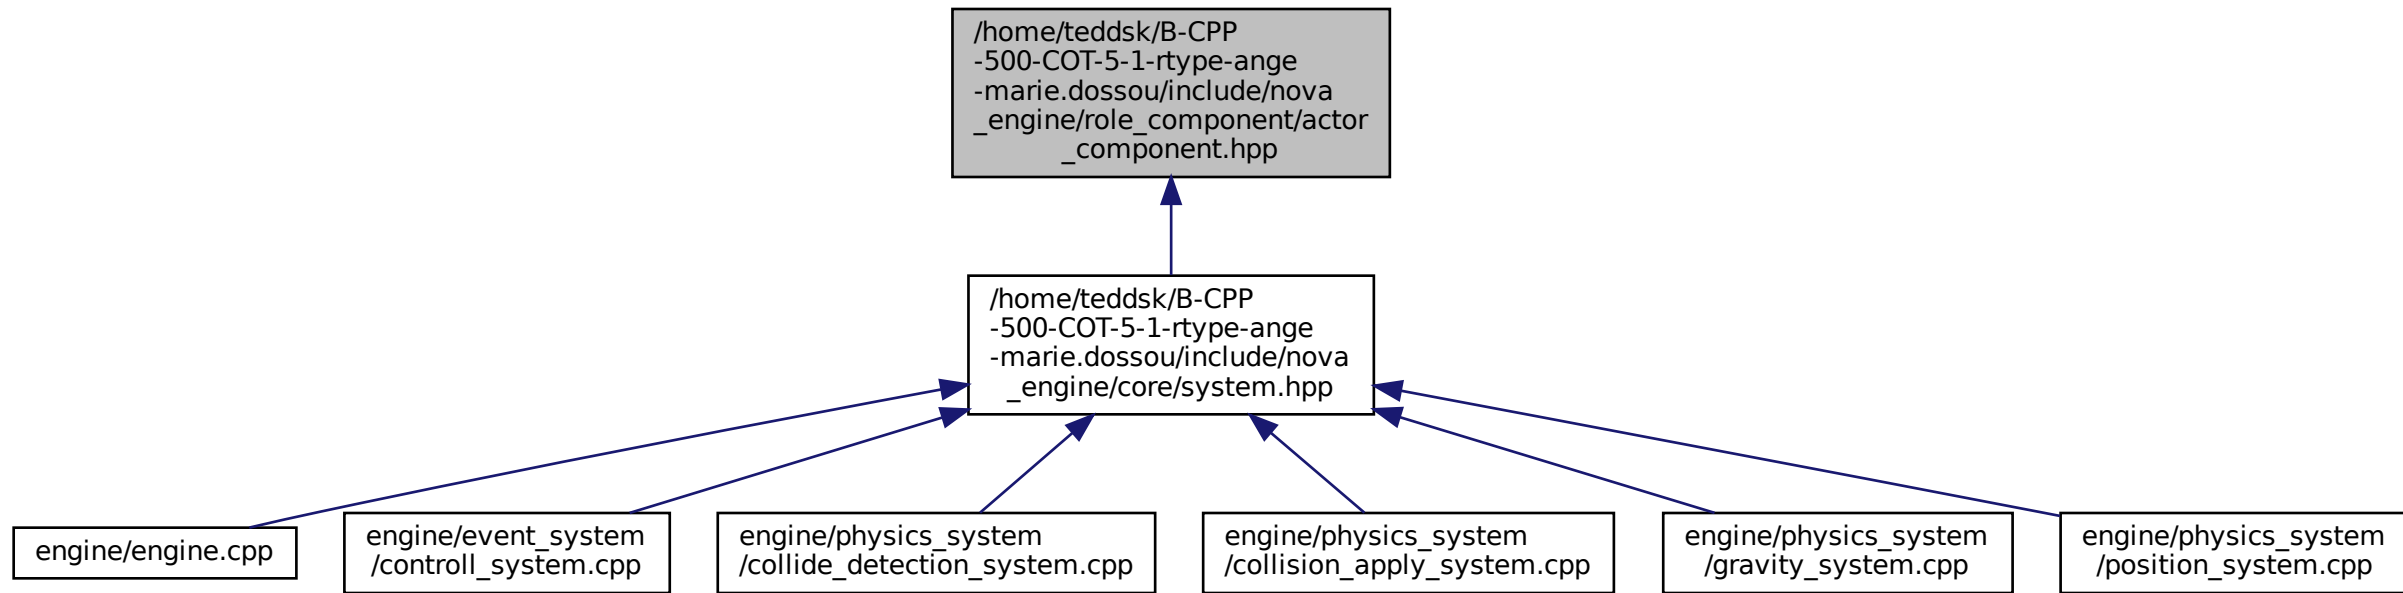 /home/teddsk/B-CPP
-500-COT-5-1-rtype-ange
-marie.dossou/include/nova
_engine/role_component/actor
_component.hpp
/home/teddsk/B-CPP
-500-COT-5-1-rtype-ange
-marie.dossou/include/nova
_engine/core/system.hpp
engine/engine.cpp
engine/event_system
/controll_system.cpp
engine/physics_system
/collide_detection_system.cpp
engine/physics_system
/collision_apply_system.cpp
engine/physics_system
/gravity_system.cpp
engine/physics_system
/position_system.cpp